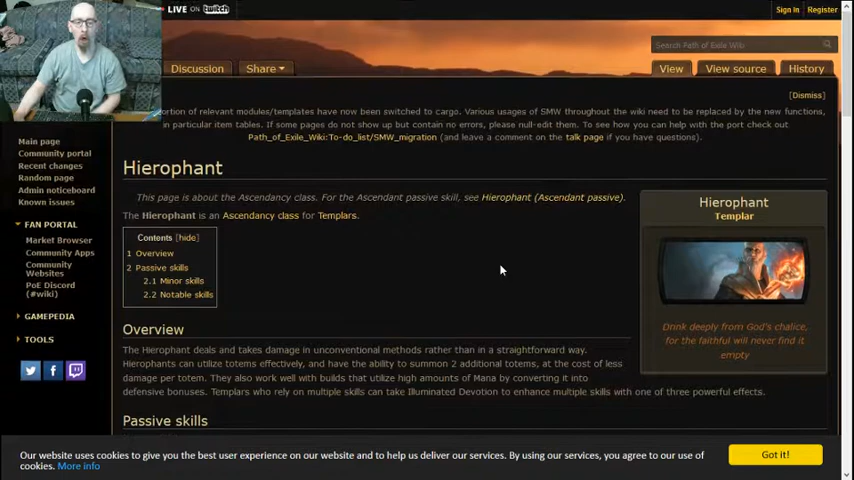 LIVE ON twitch
Sign In Register
Search Path of Exile Wiki
Discussion Share View View source History
[Dismiss]
ortion of relevant modules/templates have now been switched to cargo. Various usages of SMW throughout the wiki need to be replaced by the new functions,
in particular item tables. If some pages do not show up but contain no errors, please null-edit them. To see how you can help with the port check out
Path_of_Exile_Wiki:To-do_list/SMW_migration (and leave a comment on the talk page if you have questions).
Main page
Community portal
Recent changes
Random page
Admin noticeboard
Known issues
FAN PORTAL
Market Browser
Community Apps
Community
Websites
PoE Discord
(#wiki)
GAMEPEDIA
TOOLS
Hierophant
This page is about the Ascendancy class. For the Ascendant passive skill, see Hierophant (Ascendant passive).
The Hierophant is an Ascendancy class for Templars.
Contents [hide]
1 Overview
2 Passive skills
2.1 Minor skills
2.2 Notable skills
Hierophant
Templar
Drink deeply from God's chalice,
for the faithful will never find it
empty
Overview
The Hierophant deals and takes damage in unconventional methods rather than in a straightforward way.
Hierophants can utilize totems effectively, and have the ability to summon 2 additional totems, at the cost of less
damage per totem. They also work well with builds that utilize high amounts of Mana by converting it into
defensive bonuses. Templars who rely on multiple skills can take Illuminated Devotion to enhance multiple skills with one of three powerful effects.
Passive skills
Our website uses cookies to give you the best user experience on our website and to help us deliver our services. By using our services, you agree to our use of
cookies. More info
Got it!